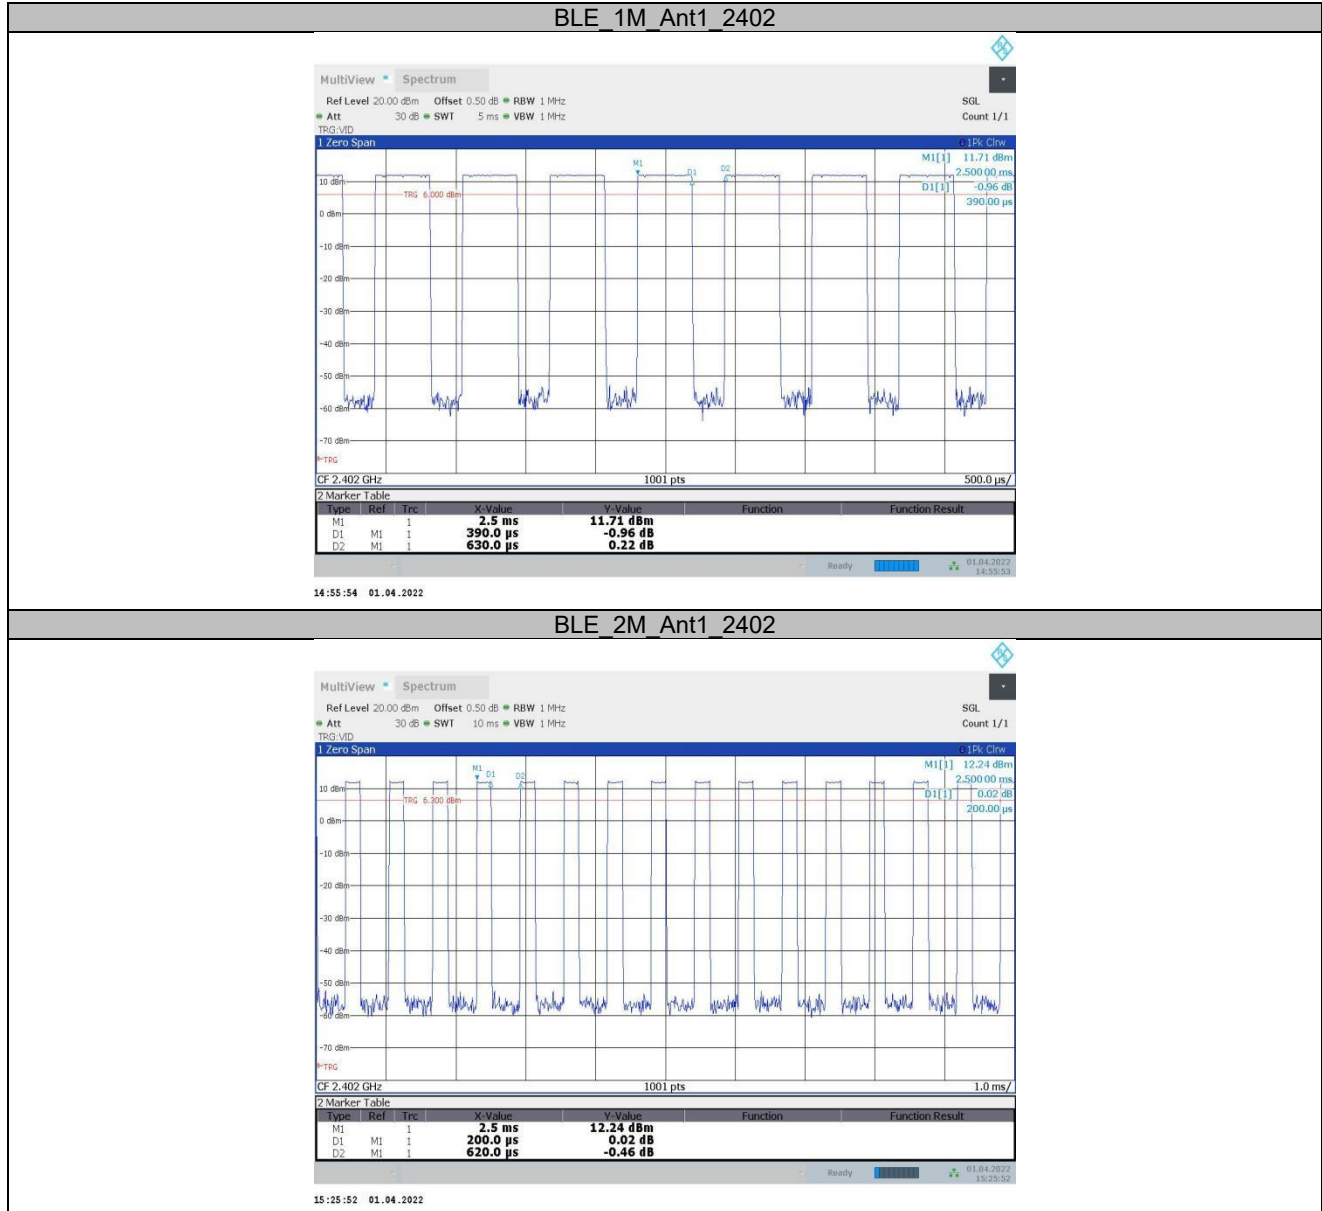 BLE_1M_Ant1_2402
MultiView Spectrum
Ref Level 20.00 dBm Offset 0.50 dB RBW 1 MHz SGL
Att 30 dB SWT 5 ms VBW 1 MHz Count 1/1
TRG:VID
1 Zero Span 1Pk Clrw
M1[1] 11.71 dBm
2.500 00 ms
D1[1] -0.96 dB
390.00 µs
M1 D1 D2
10 dBm
TRG 6.000 dBm
0 dBm
-10 dBm
-20 dBm
-30 dBm
-40 dBm
-50 dBm
-60 dBm
-70 dBm
TRG
CF 2.402 GHz 1001 pts 500.0 µs/
2 Marker Table
Type Ref Trc X-Value Y-Value Function Function Result
M1 1 2.5 ms 11.71 dBm
D1 M1 1 390.0 µs -0.96 dB
D2 M1 1 630.0 µs 0.22 dB
Ready 01.04.2022
14:55:53
14:55:54 01.04.2022
BLE_2M_Ant1_2402
MultiView Spectrum
Ref Level 20.00 dBm Offset 0.50 dB RBW 1 MHz SGL
Att 30 dB SWT 10 ms VBW 1 MHz Count 1/1
TRG:VID
1 Zero Span 1Pk Clrw
M1[1] 12.24 dBm
2.500 00 ms
D1[1] 0.02 dB
200.00 µs
M1 D1 D2
10 dBm
TRG 6.300 dBm
0 dBm
-10 dBm
-20 dBm
-30 dBm
-40 dBm
-50 dBm
-60 dBm
-70 dBm
TRG
CF 2.402 GHz 1001 pts 1.0 ms/
2 Marker Table
Type Ref Trc X-Value Y-Value Function Function Result
M1 1 2.5 ms 12.24 dBm
D1 M1 1 200.0 µs 0.02 dB
D2 M1 1 620.0 µs -0.46 dB
Ready 01.04.2022
15:25:52
15:25:52 01.04.2022